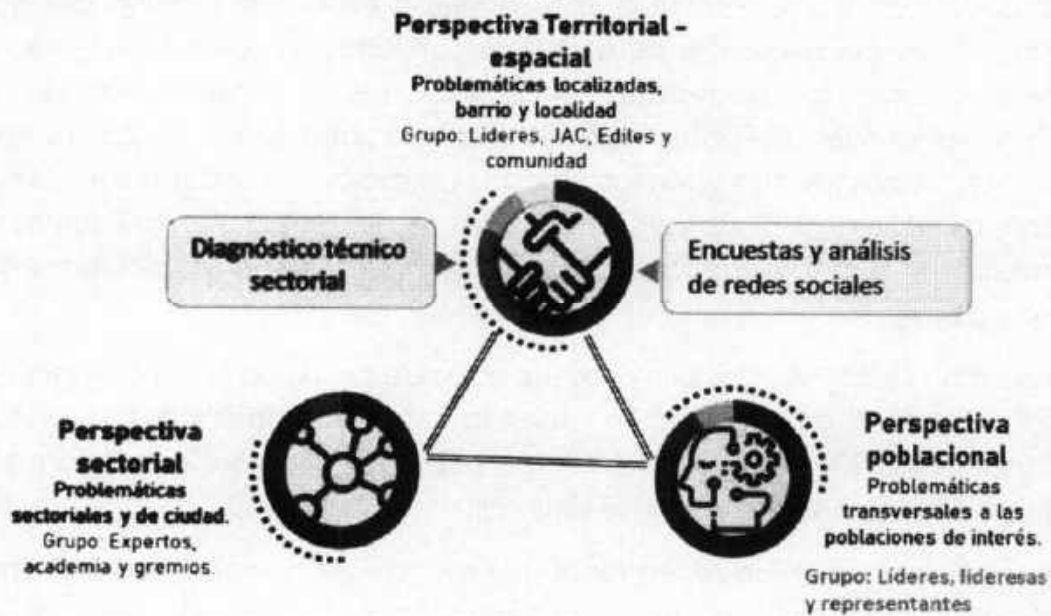 Perspectiva Territorial –
espacial
Problemáticas localizadas,
barrio y localidad
Grupo: Lideres, JAC, Ediles y
comunidad
Diagnóstico técnico
sectorial
Encuestas y análisis
de redes sociales
Perspectiva
sectorial
Problemáticas
sectoriales y de ciudad.
Grupo: Expertos,
academia y gremios.
Perspectiva
poblacional
Problemáticas
transversales a las
poblaciones de interés.
Grupo: Líderes, lideresas
y representantes